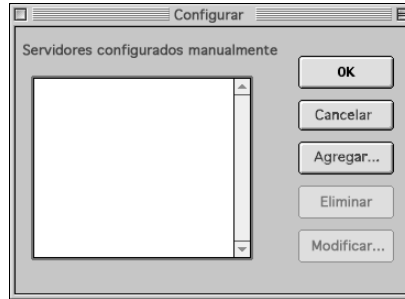 Configurar
Servidores configurados manualmente
OK
Cancelar
Agregar...
Eliminar
Modificar...